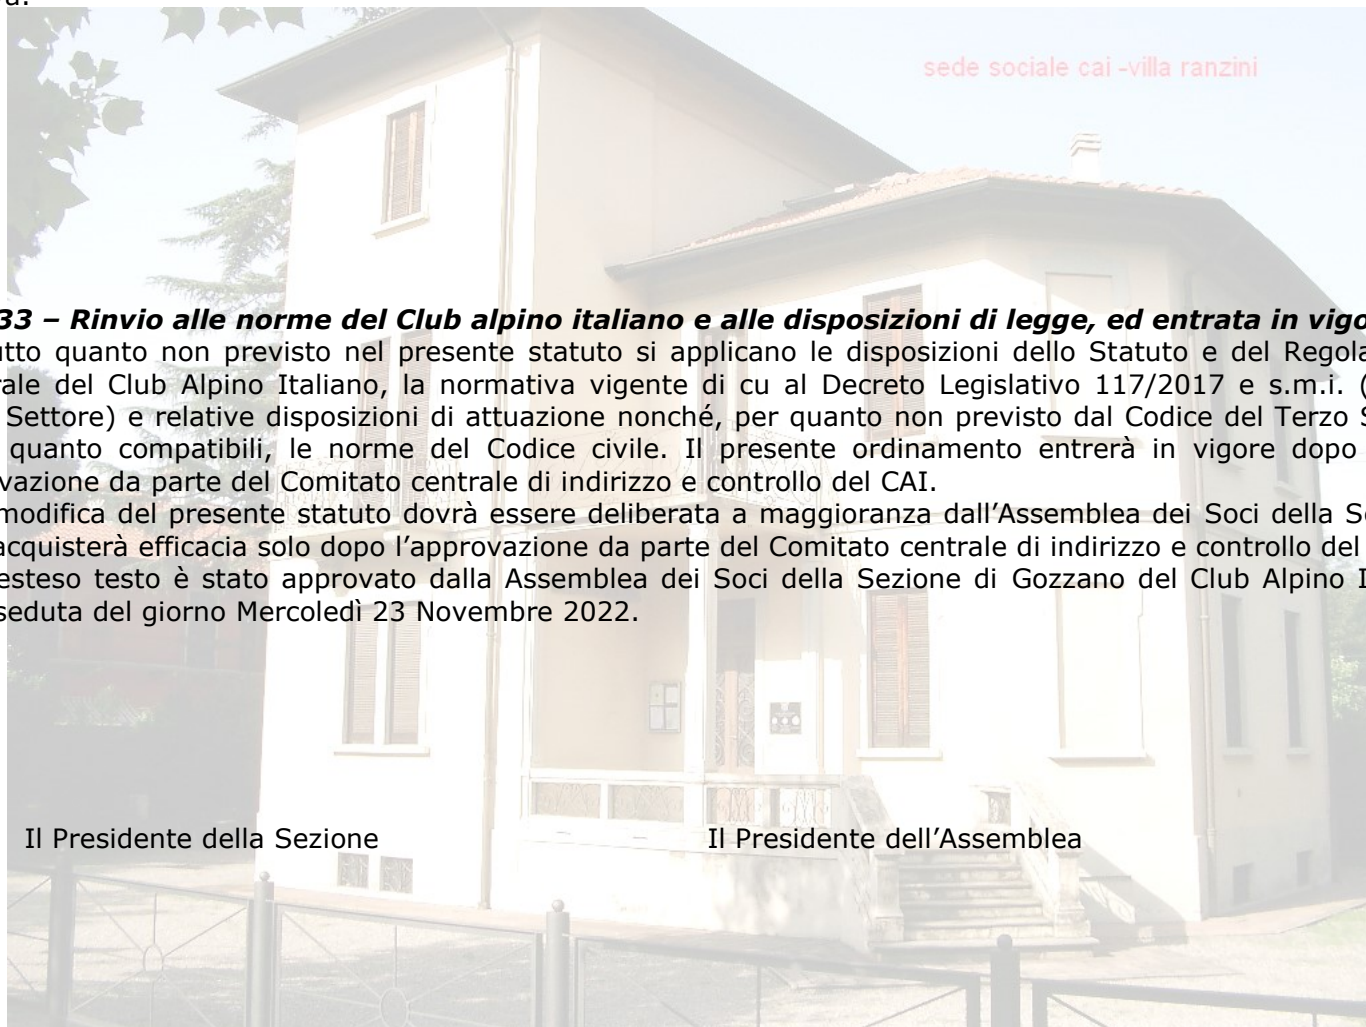 a.
sede sociale cai -villa ranzini
33 – Rinvio alle norme del Club alpino italiano e alle disposizioni di legge, ed entrata in vigo
utto quanto non previsto nel presente statuto si applicano le disposizioni dello Statuto e del Regola
rale del Club Alpino Italiano, la normativa vigente di cu al Decreto Legislativo 117/2017 e s.m.i. (
Settore) e relative disposizioni di attuazione nonché, per quanto non previsto dal Codice del Terzo S
quanto compatibili, le norme del Codice civile. Il presente ordinamento entrerà in vigore dopo
vazione da parte del Comitato centrale di indirizzo e controllo del CAI.
modifica del presente statuto dovrà essere deliberata a maggioranza dall’Assemblea dei Soci della Se
acquisterà efficacia solo dopo l’approvazione da parte del Comitato centrale di indirizzo e controllo del
esteso testo è stato approvato dalla Assemblea dei Soci della Sezione di Gozzano del Club Alpino I
seduta del giorno Mercoledì 23 Novembre 2022.
Il Presidente della Sezione Il Presidente dell’Assemblea